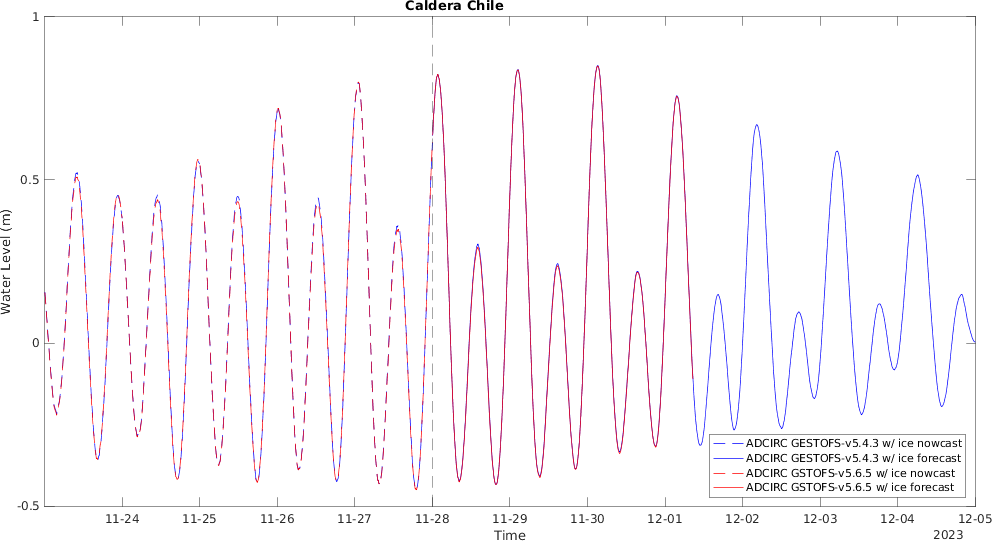 Caldera Chile
1
0.5
0
-0.5
Water Level (m)
11-24
11-25
11-26
11-27
11-28
11-29
11-30
12-01
12-02
12-03
12-04
12-05
Time
2023
ADCIRC GESTOFS-v5.4.3 w/ ice nowcast
ADCIRC GESTOFS-v5.4.3 w/ ice forecast
ADCIRC GSTOFS-v5.6.5 w/ ice nowcast
ADCIRC GSTOFS-v5.6.5 w/ ice forecast